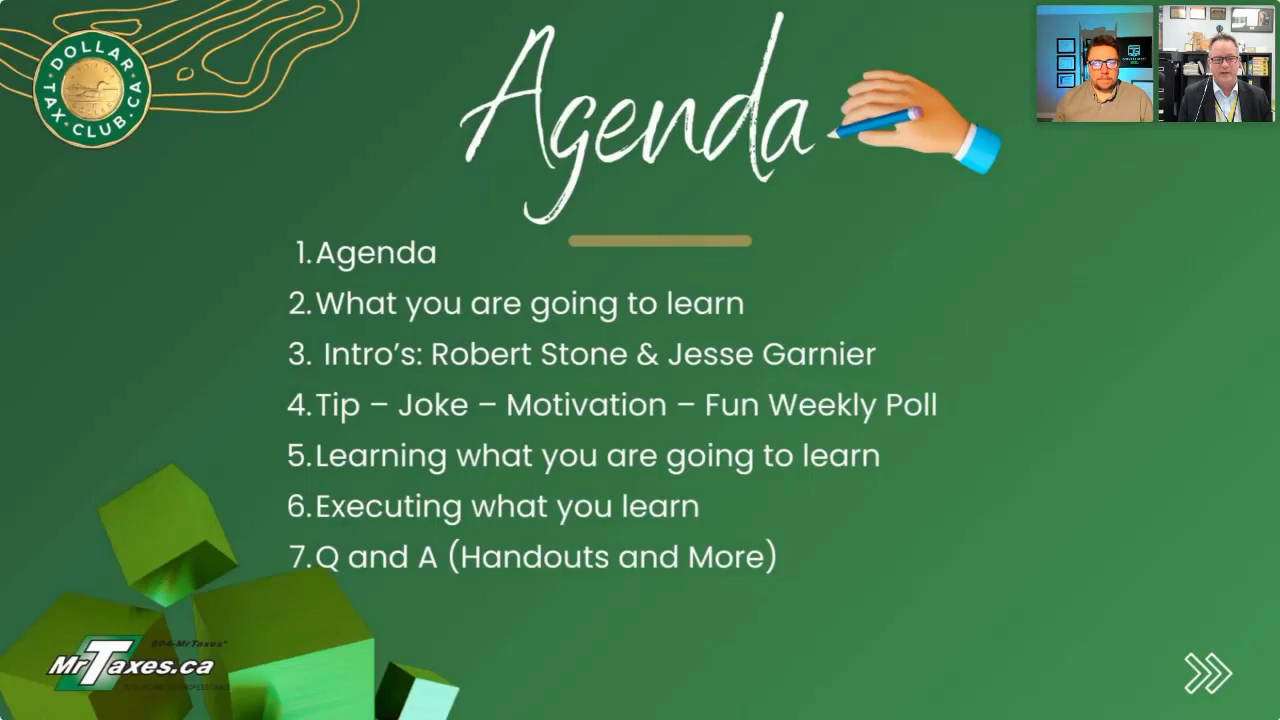 DOLLAR
TAX.CLUB.CA
Agenda
1. Agenda
2. What you are going to learn
3. Intro's: Robert Stone & Jesse Garnier
4. Tip – Joke – Motivation – Fun Weekly Poll
5. Learning what you are going to learn
6. Executing what you learn
7. Q and A (Handouts and More)
604-MrTaxes
MrTaxes.ca